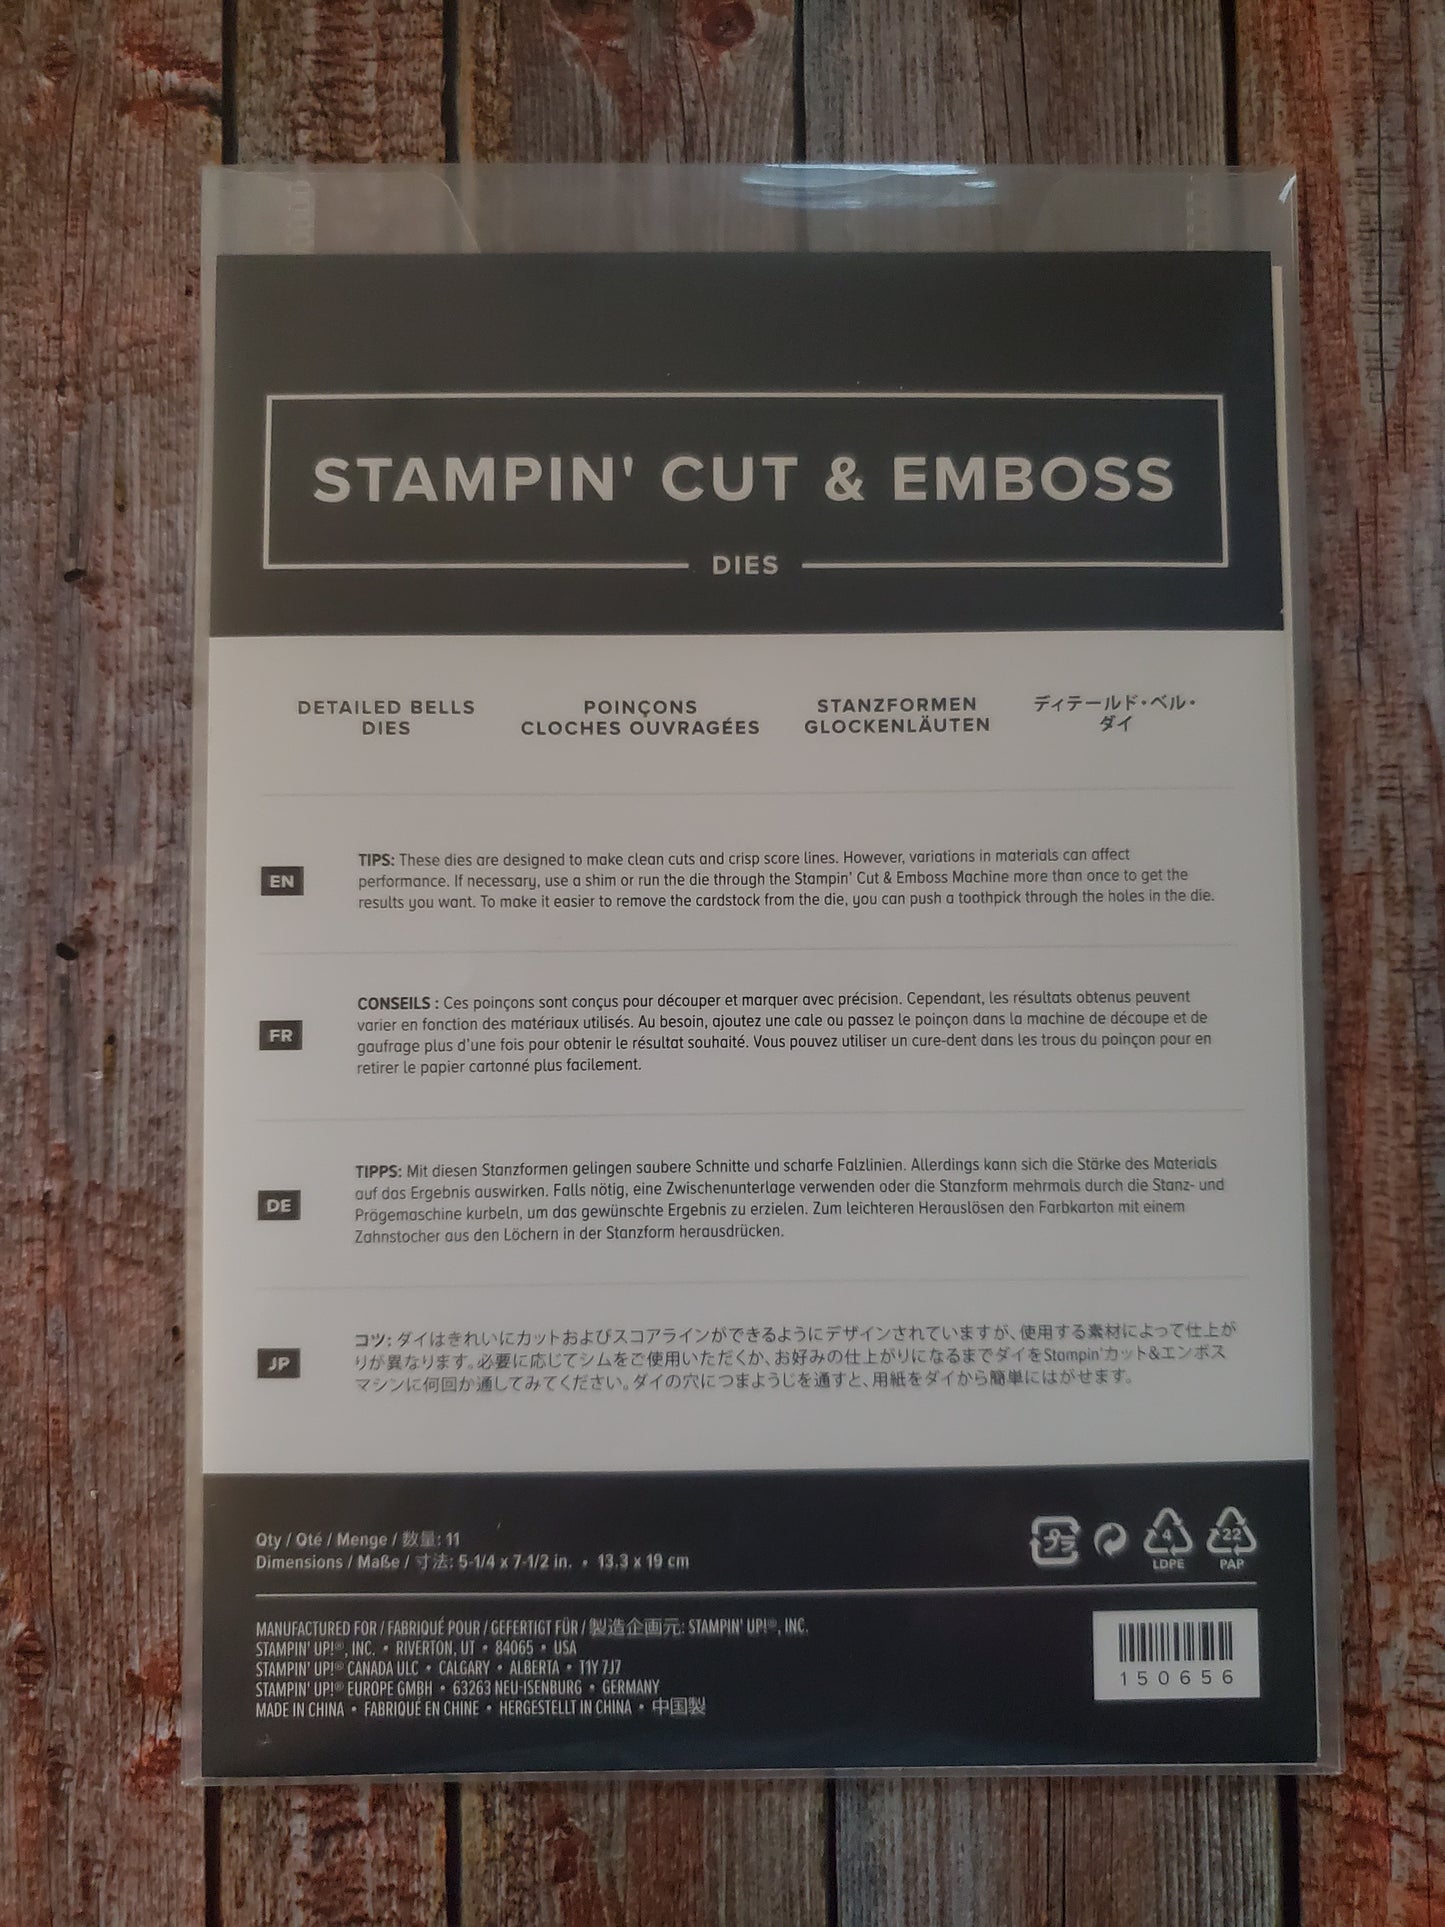 STAMPIN' CUT & EMBOSS
DIES
DETAILED BELLS
DIES
POINÇONS
CLOCHES OUVRAGÉES
STANZFORMEN
GLOCKENLÄUTEN
ディテールド・ベル・
ダイ
EN
TIPS: These dies are designed to make clean cuts and crisp score lines. However, variations in materials can affect
performance. If necessary, use a shim or run the die through the Stampin' Cut & Emboss Machine more than once to get the
results you want. To make it easier to remove the cardstock from the die, you can push a toothpick through the holes in the die.
FR
CONSEILS : Ces poinçons sont conçus pour découper et marquer avec précision. Cependant, les résultats obtenus peuvent
varier en fonction des matériaux utilisés. Au besoin, ajoutez une cale ou passez le poinçon dans la machine de découpe et de
gaufrage plus d'une fois pour obtenir le résultat souhaité. Vous pouvez utiliser un cure-dent dans les trous du poinçon pour en
retirer le papier cartonné plus facilement.
DE
TIPPS: Mit diesen Stanzformen gelingen saubere Schnitte und scharfe Falzlinien. Allerdings kann sich die Stärke des Materials
auf das Ergebnis auswirken. Falls nötig, eine Zwischenunterlage verwenden oder die Stanzform mehrmals durch die Stanz- und
Prägemaschine kurbeln, um das gewünschte Ergebnis zu erzielen. Zum leichteren Herauslösen den Farbkarton mit einem
Zahnstocher aus den Löchern in der Stanzform herausdrücken.
JP
コツ: ダイはきれいにカットおよびスコアラインができるようにデザインされていますが、使用する素材によって仕上が
りが異なります。必要に応じてシムをご使用いただくか、お好みの仕上がりになるまでダイをStampin'カット&エンボス
マシンに何回か通してみてください。ダイの穴につまようじを通すと、用紙をダイから簡単にはがせます。
Qty / Qté / Menge / 数量: 11
Dimensions / Maße / 寸法: 5-1/4 x 7-1/2 in. • 13.3 x 19 cm
プラ
4
LDPE
22
PAP
MANUFACTURED FOR / FABRIQUÉ POUR / GEFERTIGT FÜR / 製造企画元: STAMPIN' UP!®, INC.
STAMPIN' UP!®, INC. • RIVERTON, UT • 84065 • USA
STAMPIN' UP!® CANADA ULC • CALGARY • ALBERTA • T1Y 7J7
STAMPIN' UP!® EUROPE GMBH • 63263 NEU-ISENBURG • GERMANY
MADE IN CHINA • FABRIQUÉ EN CHINE • HERGESTELLT IN CHINA • 中国製
150656